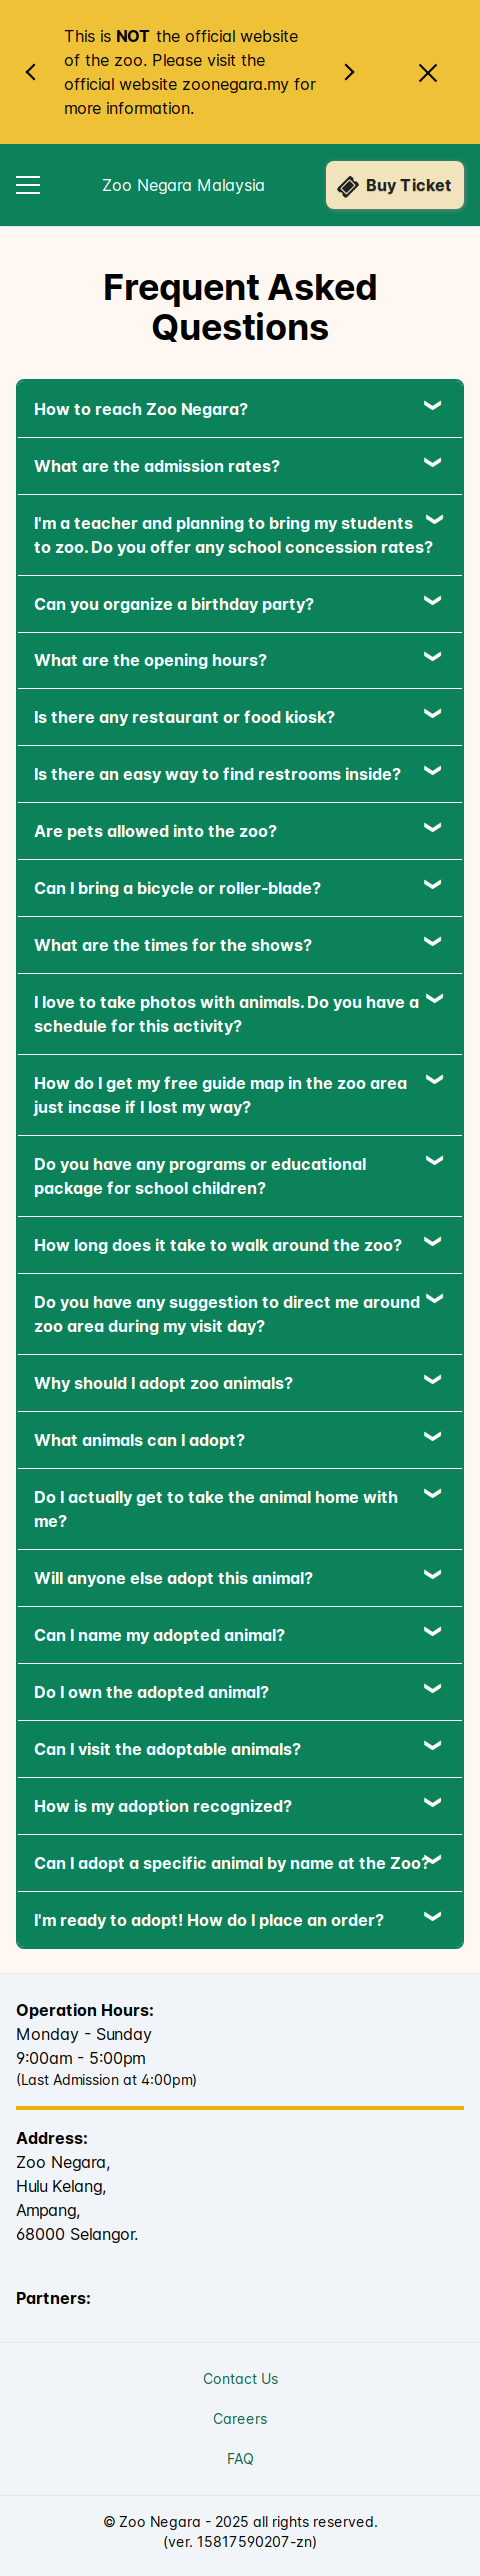 This is NOT the official website
of the zoo. Please visit the
official website zoonegara.my for
more information.
Zoo Negara Malaysia
Buy Ticket
Frequent Asked
Questions
How to reach Zoo Negara?
What are the admission rates?
I'm a teacher and planning to bring my students
to zoo. Do you offer any school concession rates?
Can you organize a birthday party?
What are the opening hours?
Is there any restaurant or food kiosk?
Is there an easy way to find restrooms inside?
Are pets allowed into the zoo?
Can I bring a bicycle or roller-blade?
What are the times for the shows?
I love to take photos with animals. Do you have a
schedule for this activity?
How do I get my free guide map in the zoo area
just incase if I lost my way?
Do you have any programs or educational
package for school children?
How long does it take to walk around the zoo?
Do you have any suggestion to direct me around
zoo area during my visit day?
Why should I adopt zoo animals?
What animals can I adopt?
Do I actually get to take the animal home with
me?
Will anyone else adopt this animal?
Can I name my adopted animal?
Do I own the adopted animal?
Can I visit the adoptable animals?
How is my adoption recognized?
Can I adopt a specific animal by name at the Zoo?
I'm ready to adopt! How do I place an order?
Operation Hours:
Monday - Sunday
9:00am - 5:00pm
(Last Admission at 4:00pm)
Address:
Zoo Negara,
Hulu Kelang,
Ampang,
68000 Selangor.
Partners:
Contact Us
Careers
FAQ
© Zoo Negara - 2025 all rights reserved.
(ver. 15817590207-zn)